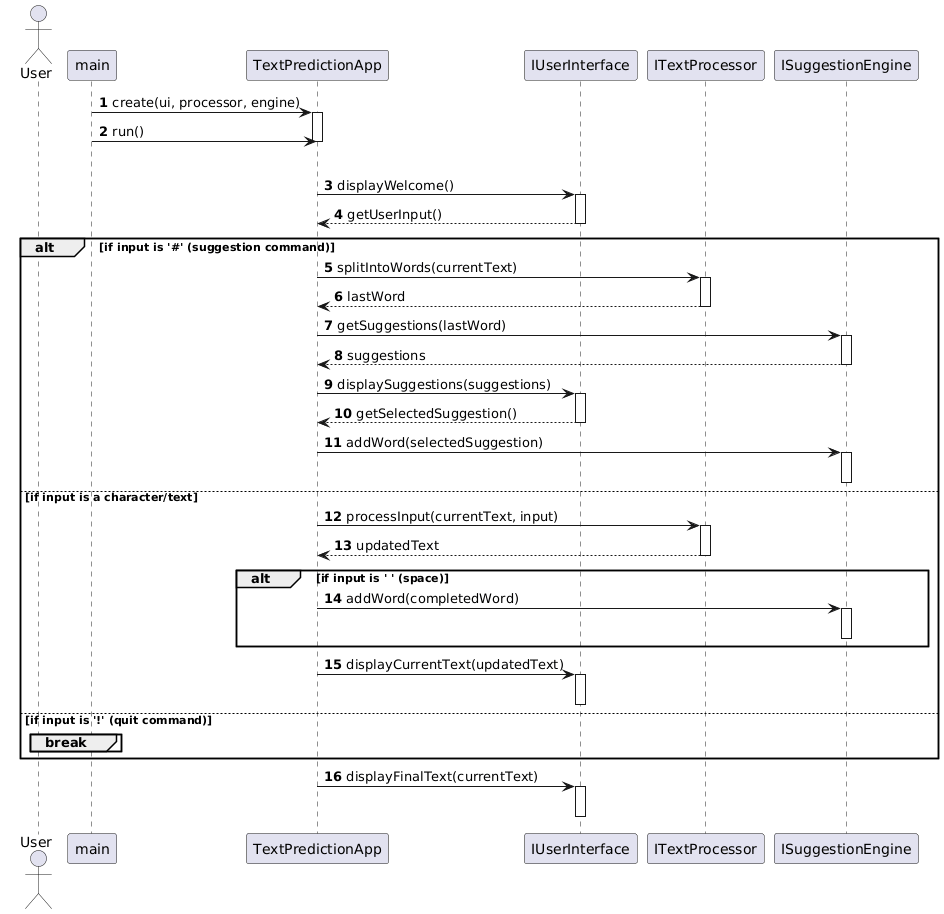 User
main
TextPredictionApp
IUserInterface
ITextProcessor
ISuggestionEngine
1 create(ui, processor, engine)
2 run()
3 displayWelcome()
4 getUserInput()
alt [if input is '#' (suggestion command)]
5 splitIntoWords(currentText)
6 lastWord
7 getSuggestions(lastWord)
8 suggestions
9 displaySuggestions(suggestions)
10 getSelectedSuggestion()
11 addWord(selectedSuggestion)
[if input is a character/text]
12 processInput(currentText, input)
13 updatedText
alt [if input is ' ' (space)]
14 addWord(completedWord)
15 displayCurrentText(updatedText)
[if input is '!' (quit command)]
break
16 displayFinalText(currentText)
User
main
TextPredictionApp
IUserInterface
ITextProcessor
ISuggestionEngine